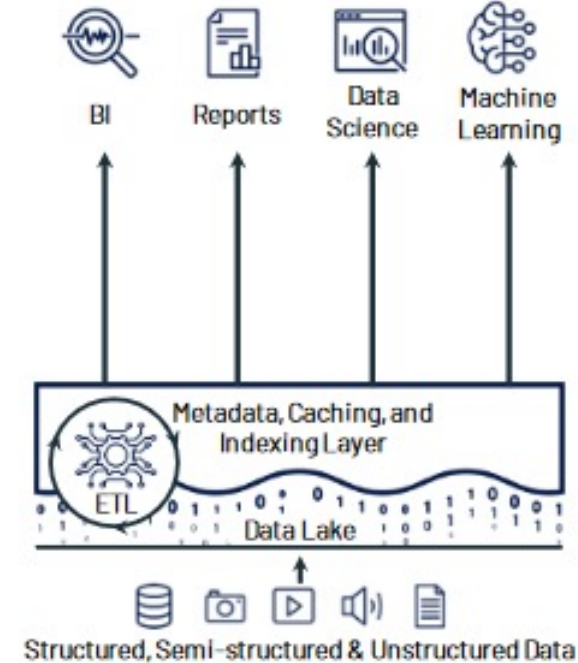 BI
Reports
Data
Science
Machine
Learning
Metadata, Caching, and
Indexing Layer
ETL
Data Lake
Structured, Semi-structured & Unstructured Data